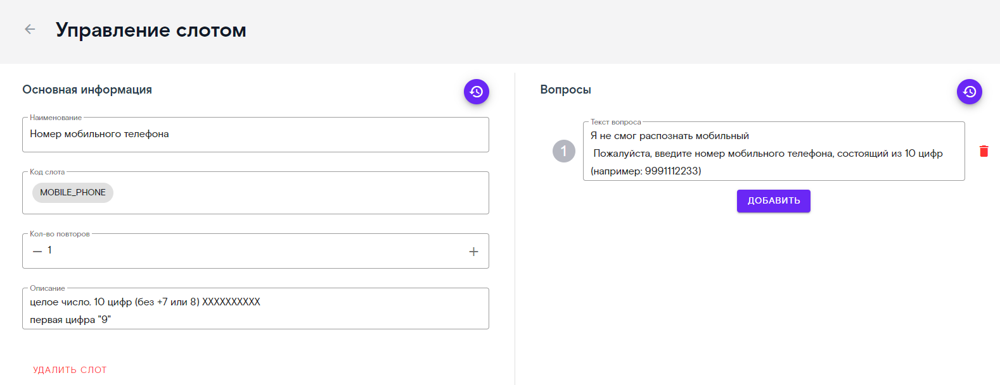 Управление слотом
Основная информация
Наименование
Номер мобильного телефона
Код слота
MOBILE_PHONE
Кол-во повторов
1
Описание
целое число. 10 цифр (без +7 или 8) XXXXXXXXXX
первая цифра "9"
УДАЛИТЬ СЛОТ
Вопросы
1
Текст вопроса
Я не смог распознать мобильный
Пожалуйста, введите номер мобильного телефона, состоящий из 10 цифр
(например: 9991112233)
ДОБАВИТЬ